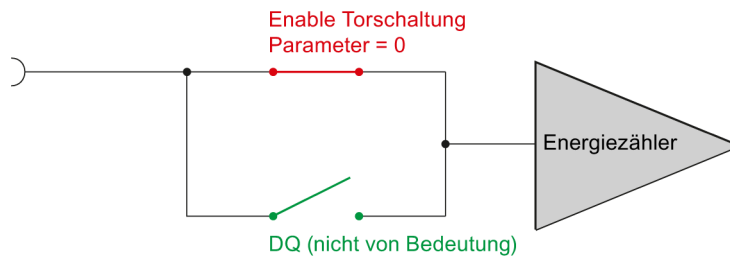 Enable Torschaltung
Parameter = 0
Energiezähler
DQ (nicht von Bedeutung)